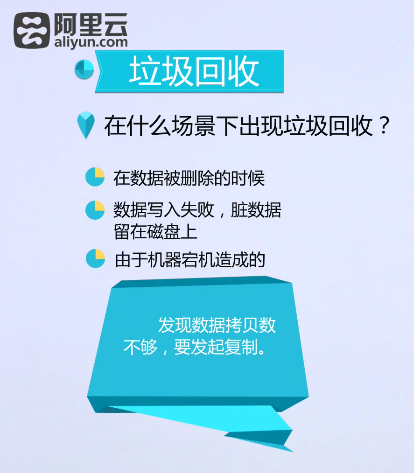 阿里云
aliyun.com
垃圾回收
在什么场景下出现垃圾回收？
在数据被删除的时候
数据写入失败，脏数据
留在磁盘上
由于机器宕机造成的
发现数据拷贝数
不够，要发起复制。